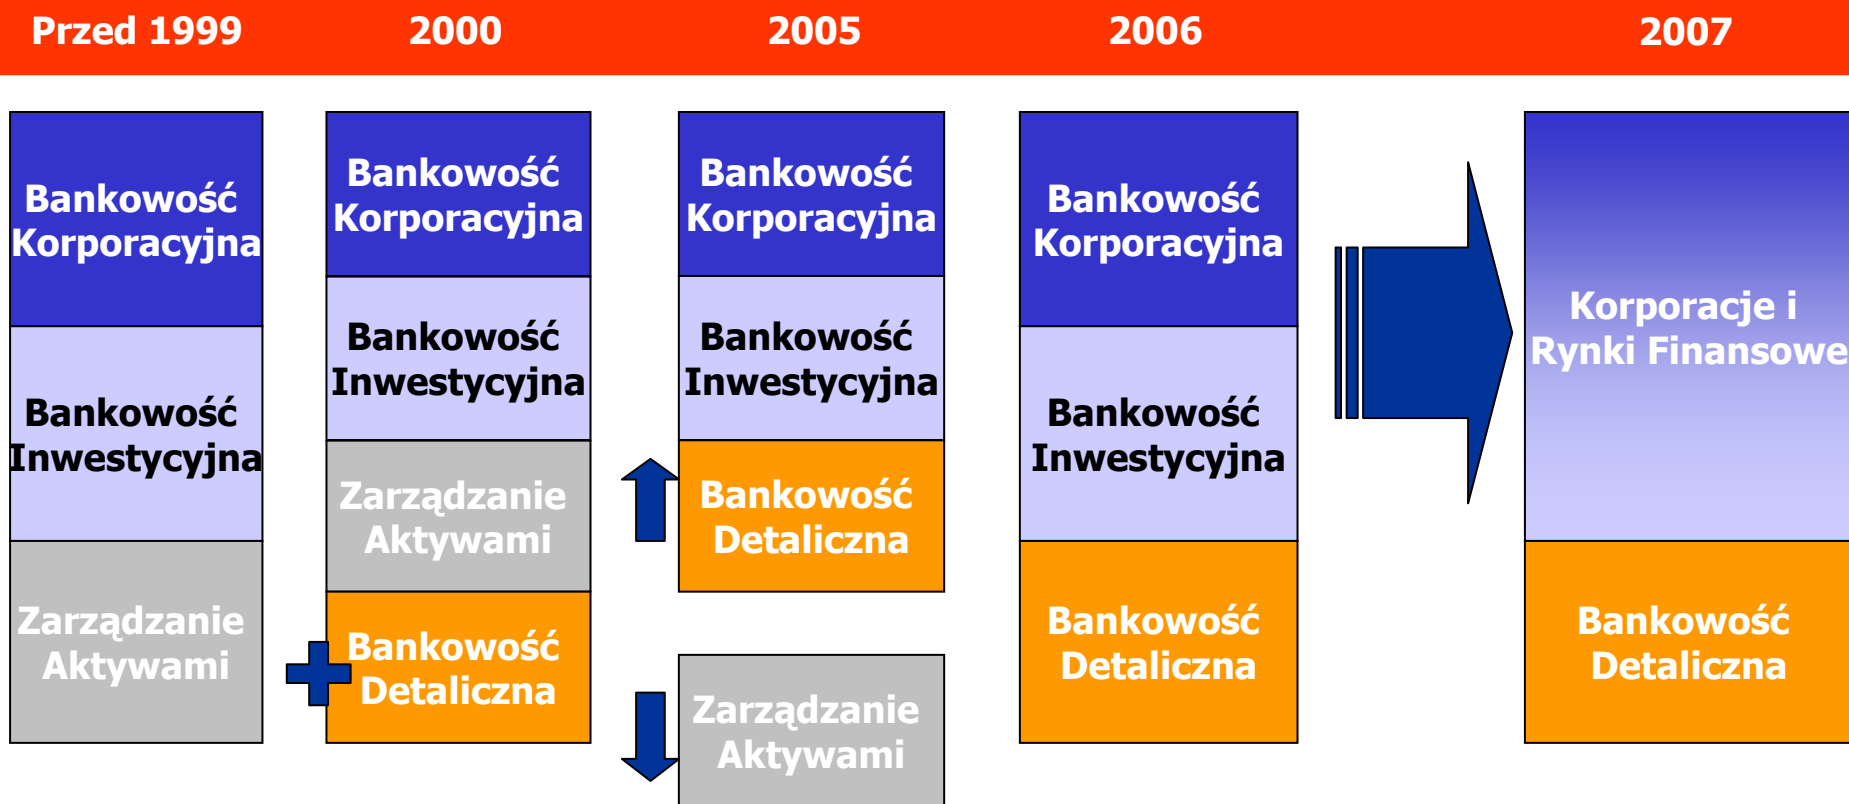 Przed 1999
2000
2005
2006
2007
Bankowość
Korporacyjna
Bankowość
Inwestycyjna
Zarządzanie
Aktywami
Bankowość
Korporacyjna
Bankowość
Inwestycyjna
Zarządzanie
Aktywami
Bankowość
Detaliczna
Bankowość
Korporacyjna
Bankowość
Inwestycyjna
Bankowość
Detaliczna
Zarządzanie
Aktywami
Bankowość
Korporacyjna
Bankowość
Inwestycyjna
Bankowość
Detaliczna
Korporacje i
Rynki Finansowe
Bankowość
Detaliczna